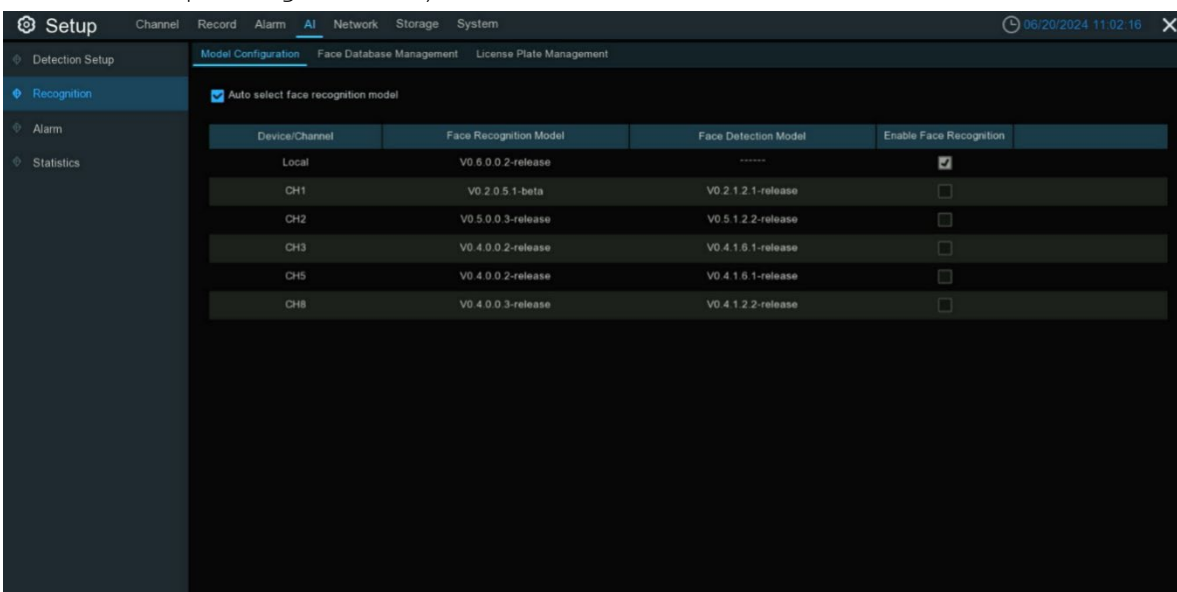 Setup Channel Record Alarm AI Network Storage System 06/20/2024 11:02:16
Detection Setup
Recognition
Alarm
Statistics
Model Configuration Face Database Management License Plate Management
Auto select face recognition model
Device/Channel Face Recognition Model Face Detection Model Enable Face Recognition
Local V0.6.0.0.2-release ------
CH1 V0.2.0.5.1-beta V0.2.1.2.1-release
CH2 V0.5.0.0.3-release V0.5.1.2.2-release
CH3 V0.4.0.0.2-release V0.4.1.6.1-release
CH5 V0.4.0.0.2-release V0.4.1.6.1-release
CH8 V0.4.0.0.3-release V0.4.1.2.2-release